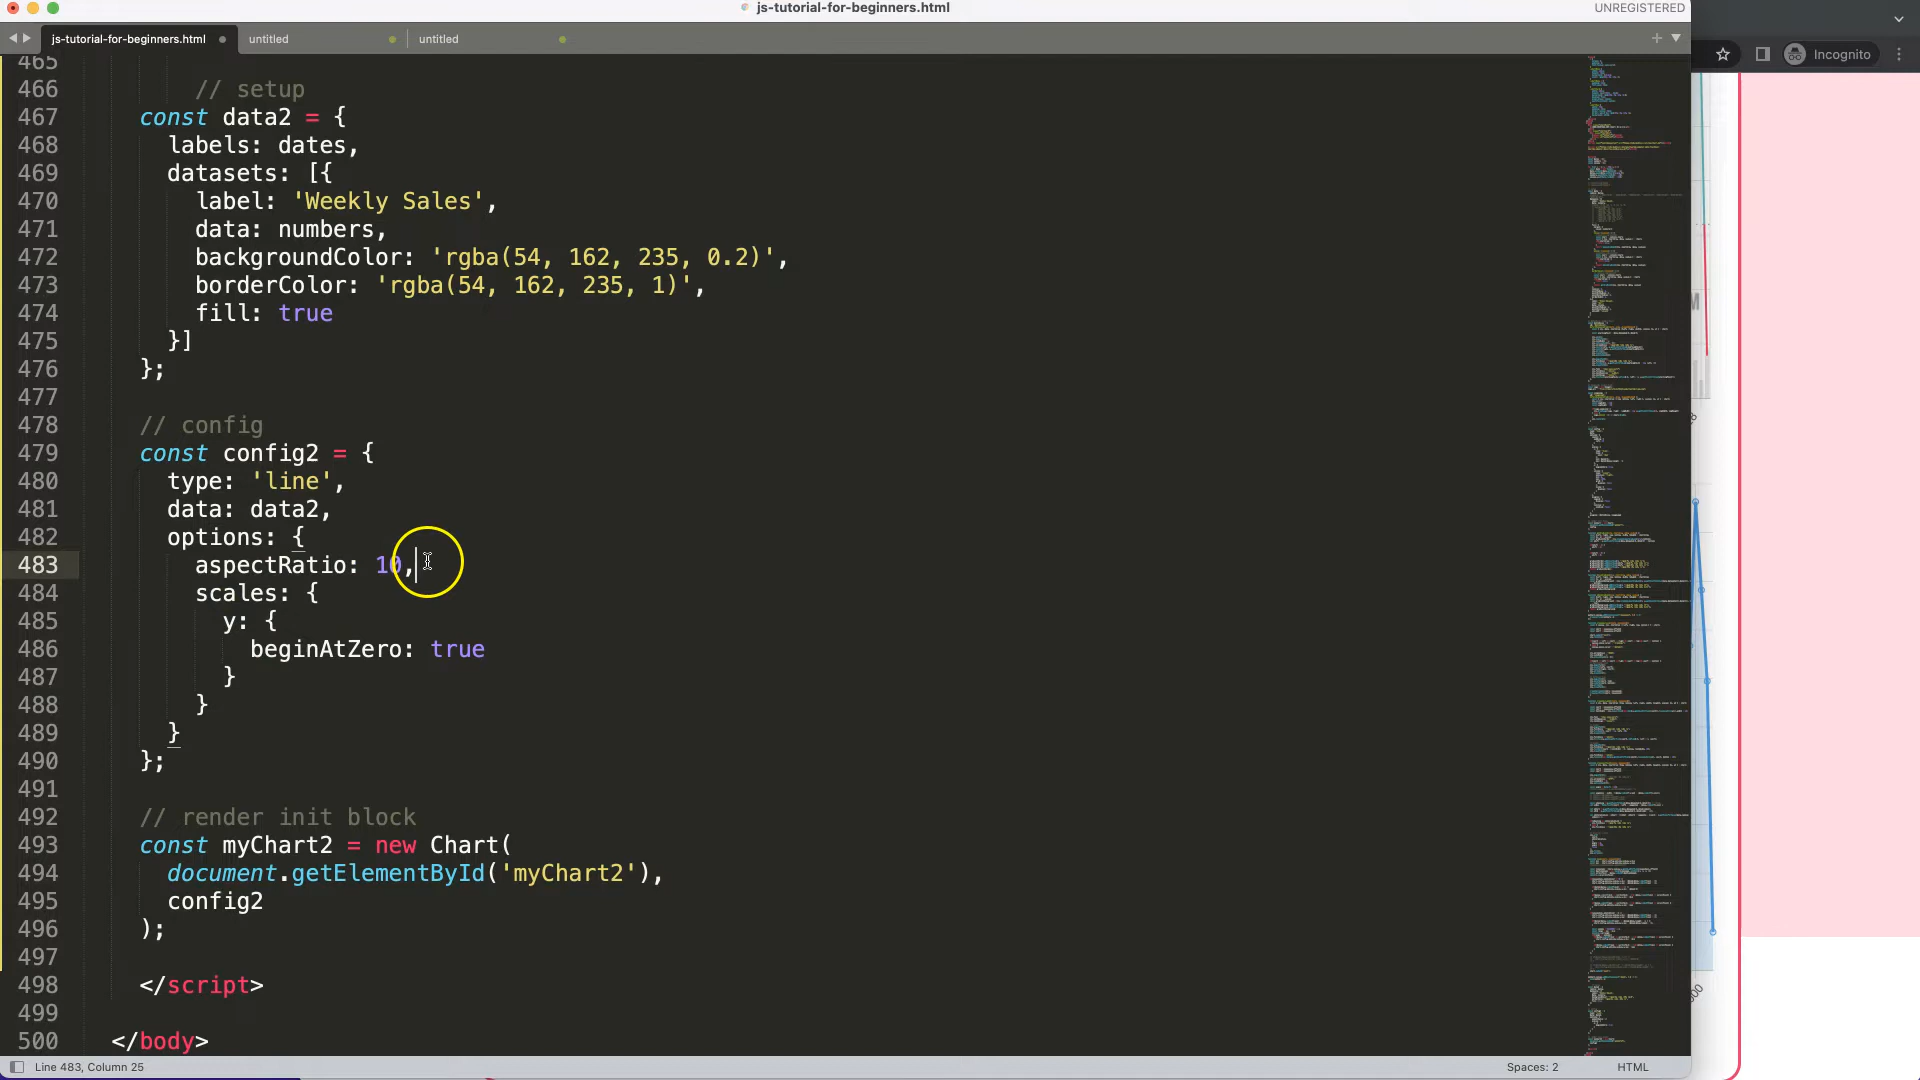 js-tutorial-for-beginners.html
UNREGISTERED
js-tutorial-for-beginners.html
untitled
untitled
Incognito
465
466 // setup
467 const data2 = {
468 labels: dates,
469 datasets: [{
470 label: 'Weekly Sales',
471 data: numbers,
472 backgroundColor: 'rgba(54, 162, 235, 0.2)',
473 borderColor: 'rgba(54, 162, 235, 1)',
474 fill: true
475 }]
476 };
477
478 // config
479 const config2 = {
480 type: 'line',
481 data: data2,
482 options: {
483 aspectRatio: 10,
484 scales: {
485 y: {
486 beginAtZero: true
487 }
488 }
489 }
490 };
491
492 // render init block
493 const myChart2 = new Chart(
494 document.getElementById('myChart2'),
495 config2
496 );
497
498 </script>
499
500 </body>
Line 483, Column 25
Spaces: 2
HTML